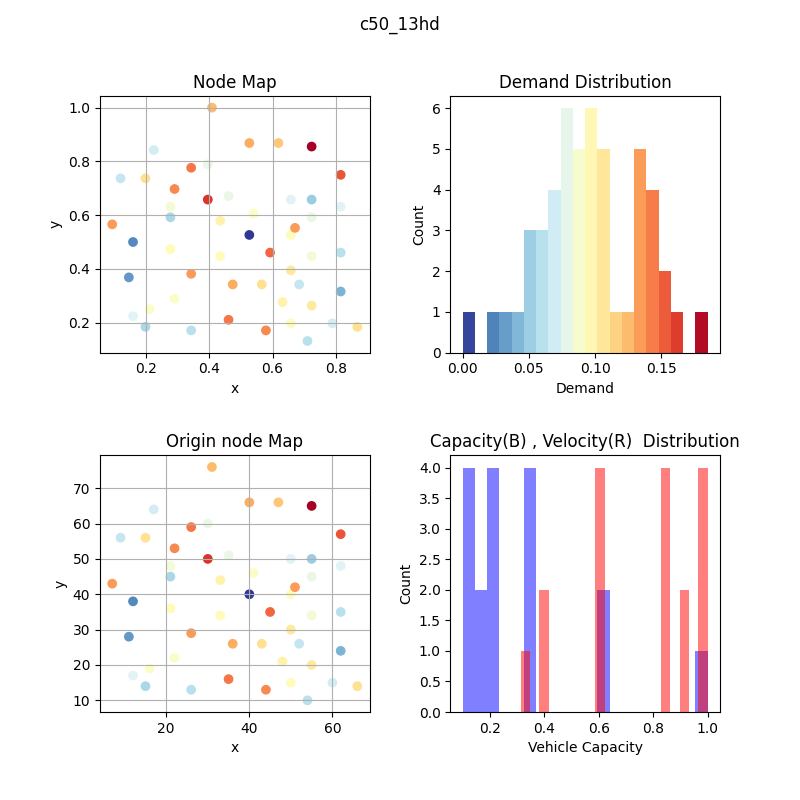 c50_13hd
Node Map
1.0
0.8
0.6
0.4
0.2
y
0.2 0.4 0.6 0.8
x
Demand Distribution
6
5
4
3
2
1
0
Count
0.00 0.05 0.10 0.15
Demand
Origin node Map
70
60
50
40
30
20
10
y
20 40 60
x
Capacity(B) , Velocity(R)  Distribution
4.0
3.5
3.0
2.5
2.0
1.5
1.0
0.5
0.0
Count
0.2 0.4 0.6 0.8 1.0
Vehicle Capacity